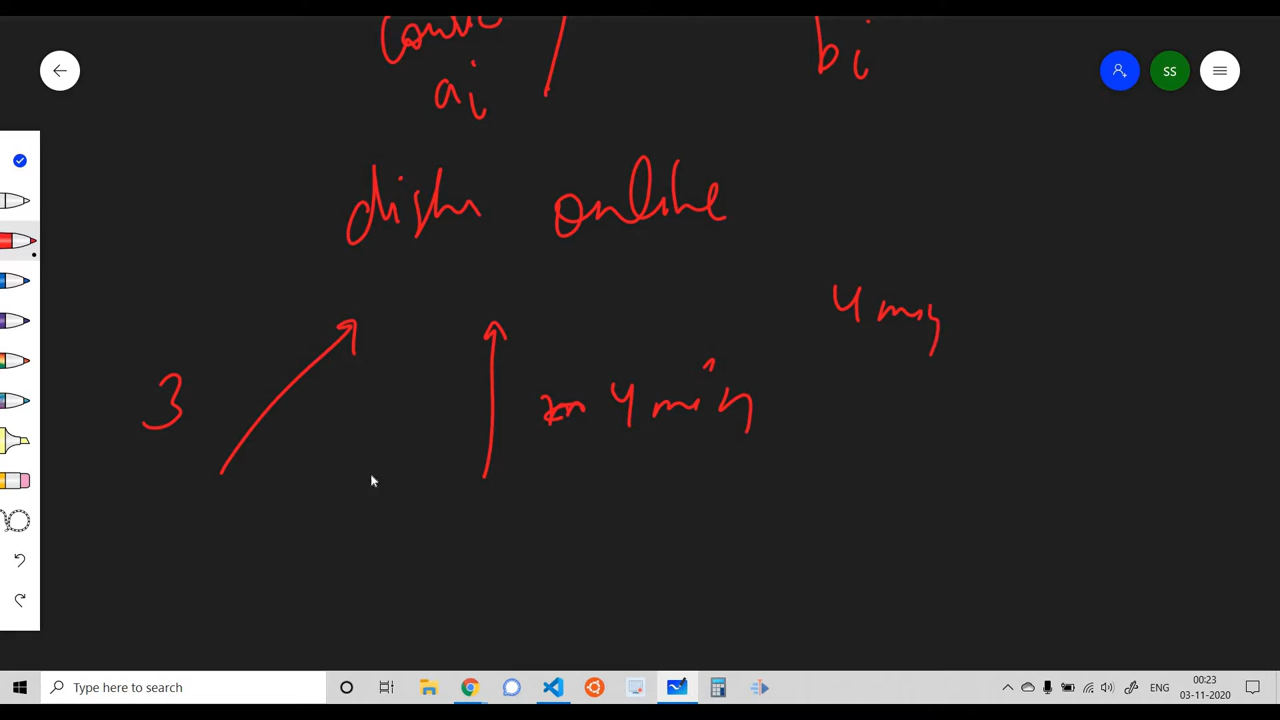 ai
bi
SS
dishes online
4 min
3
4 min
Type here to search
ENG
00:23
03-11-2020